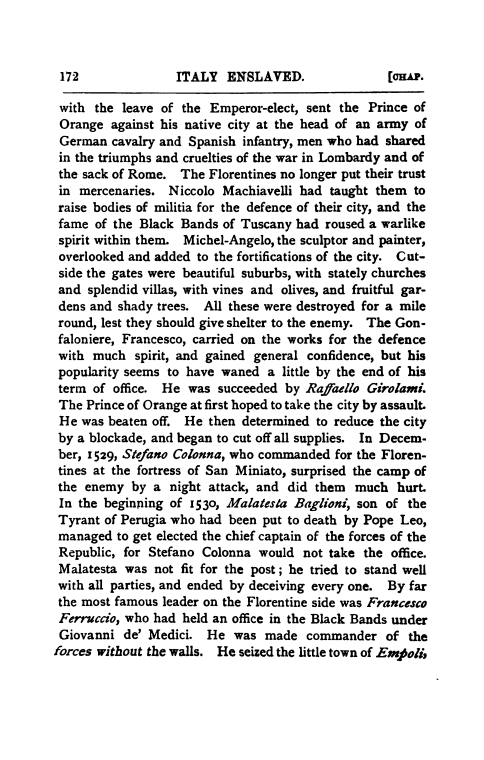 172 ITALY ENSLAVED. [CHAP.
with the leave of the Emperor-elect, sent the Prince of
Orange against his native city at the head of an army of
German cavalry and Spanish infantry, men who had shared
in the triumphs and cruelties of the war in Lombardy and of
the sack of Rome. The Florentines no longer put their trust
in mercenaries. Niccolo Machiavelli had taught them to
raise bodies of militia for the defence of their city, and the
fame of the Black Bands of Tuscany had roused a warlike
spirit within them. Michel-Angelo, the sculptor and painter,
overlooked and added to the fortifications of the city. Cut-
side the gates were beautiful suburbs, with stately churches
and splendid villas, with vines and olives, and fruitful gar-
dens and shady trees. All these were destroyed for a mile
round, lest they should give shelter to the enemy. The Gon-
faloniere, Francesco, carried on the works for the defence
with much spirit, and gained general confidence, but his
popularity seems to have waned a little by the end of his
term of office. He was succeeded by Raffaello Girolami.
The Prince of Orange at first hoped to take the city by assault.
He was beaten off. He then determined to reduce the city
by a blockade, and began to cut off all supplies. In Decem-
ber, 1529, Stefano Colonna, who commanded for the Floren-
tines at the fortress of San Miniato, surprised the camp of
the enemy by a night attack, and did them much hurt.
In the beginning of 1530, Malatesta Baglioni, son of the
Tyrant of Perugia who had been put to death by Pope Leo,
managed to get elected the chief captain of the forces of the
Republic, for Stefano Colonna would not take the office.
Malatesta was not fit for the post; he tried to stand well
with all parties, and ended by deceiving every one. By far
the most famous leader on the Florentine side was Francesco
Ferruccio, who had held an office in the Black Bands under
Giovanni de' Medici. He was made commander of the
forces without the walls. He seized the little town of Empoli,